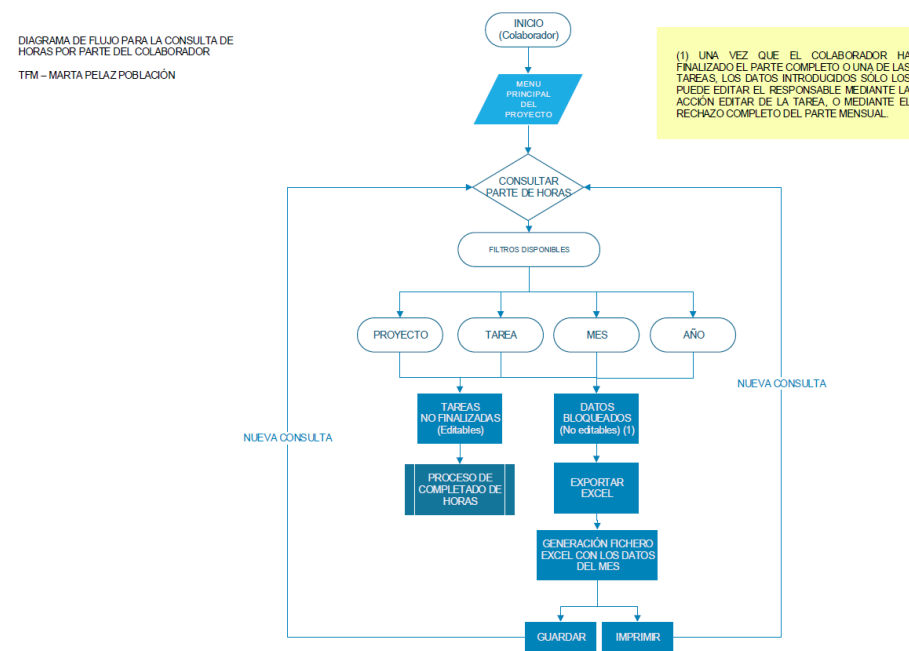 DIAGRAMA DE FLUJO PARA LA CONSULTA DE
HORAS POR PARTE DEL COLABORADOR
TFM – MARTA PELAZ POBLACIÓN
INICIO
(Colaborador)
(1) UNA VEZ QUE EL COLABORADOR HA
FINALIZADO EL PARTE COMPLETO O UNA DE LAS
TAREAS, LOS DATOS INTRODUCIDOS SÓLO LOS
PUEDE EDITAR EL RESPONSABLE MEDIANTE LA
ACCIÓN EDITAR DE LA TAREA, O MEDIANTE EL
RECHAZO COMPLETO DEL PARTE MENSUAL.
MENU
PRINCIPAL
DEL
PROYECTO
CONSULTAR
PARTE DE HORAS
FILTROS DISPONIBLES
PROYECTO
TAREA
MES
AÑO
NUEVA CONSULTA
TAREAS
NO FINALIZADAS
(Editables)
DATOS
BLOQUEADOS
(No editables) (1)
NUEVA CONSULTA
PROCESO DE
COMPLETADO DE
HORAS
EXPORTAR
EXCEL
GENERACIÓN FICHERO
EXCEL CON LOS DATOS
DEL MES
GUARDAR
IMPRIMIR